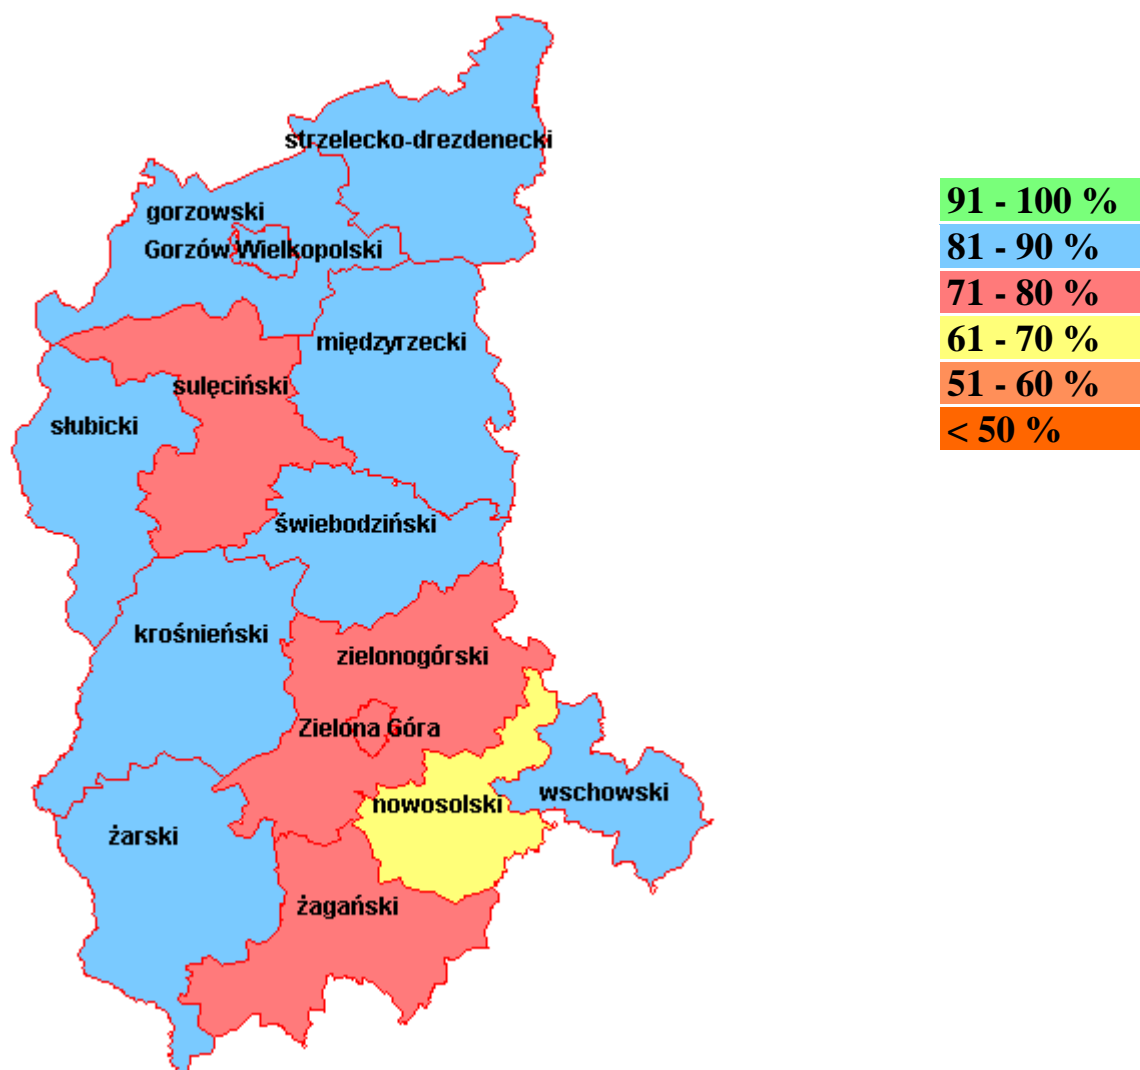 strzelecko-drezdenecki
gorzowski
Gorzów Wielkopolski
międzyrzecki
sulęciński
słubicki
świebodziński
krośnieński
zielonogórski
Zielona Góra
nowosolski
wschowski
żarski
żagański
91 - 100 %
81 - 90 %
71 - 80 %
61 - 70 %
51 - 60 %
< 50 %